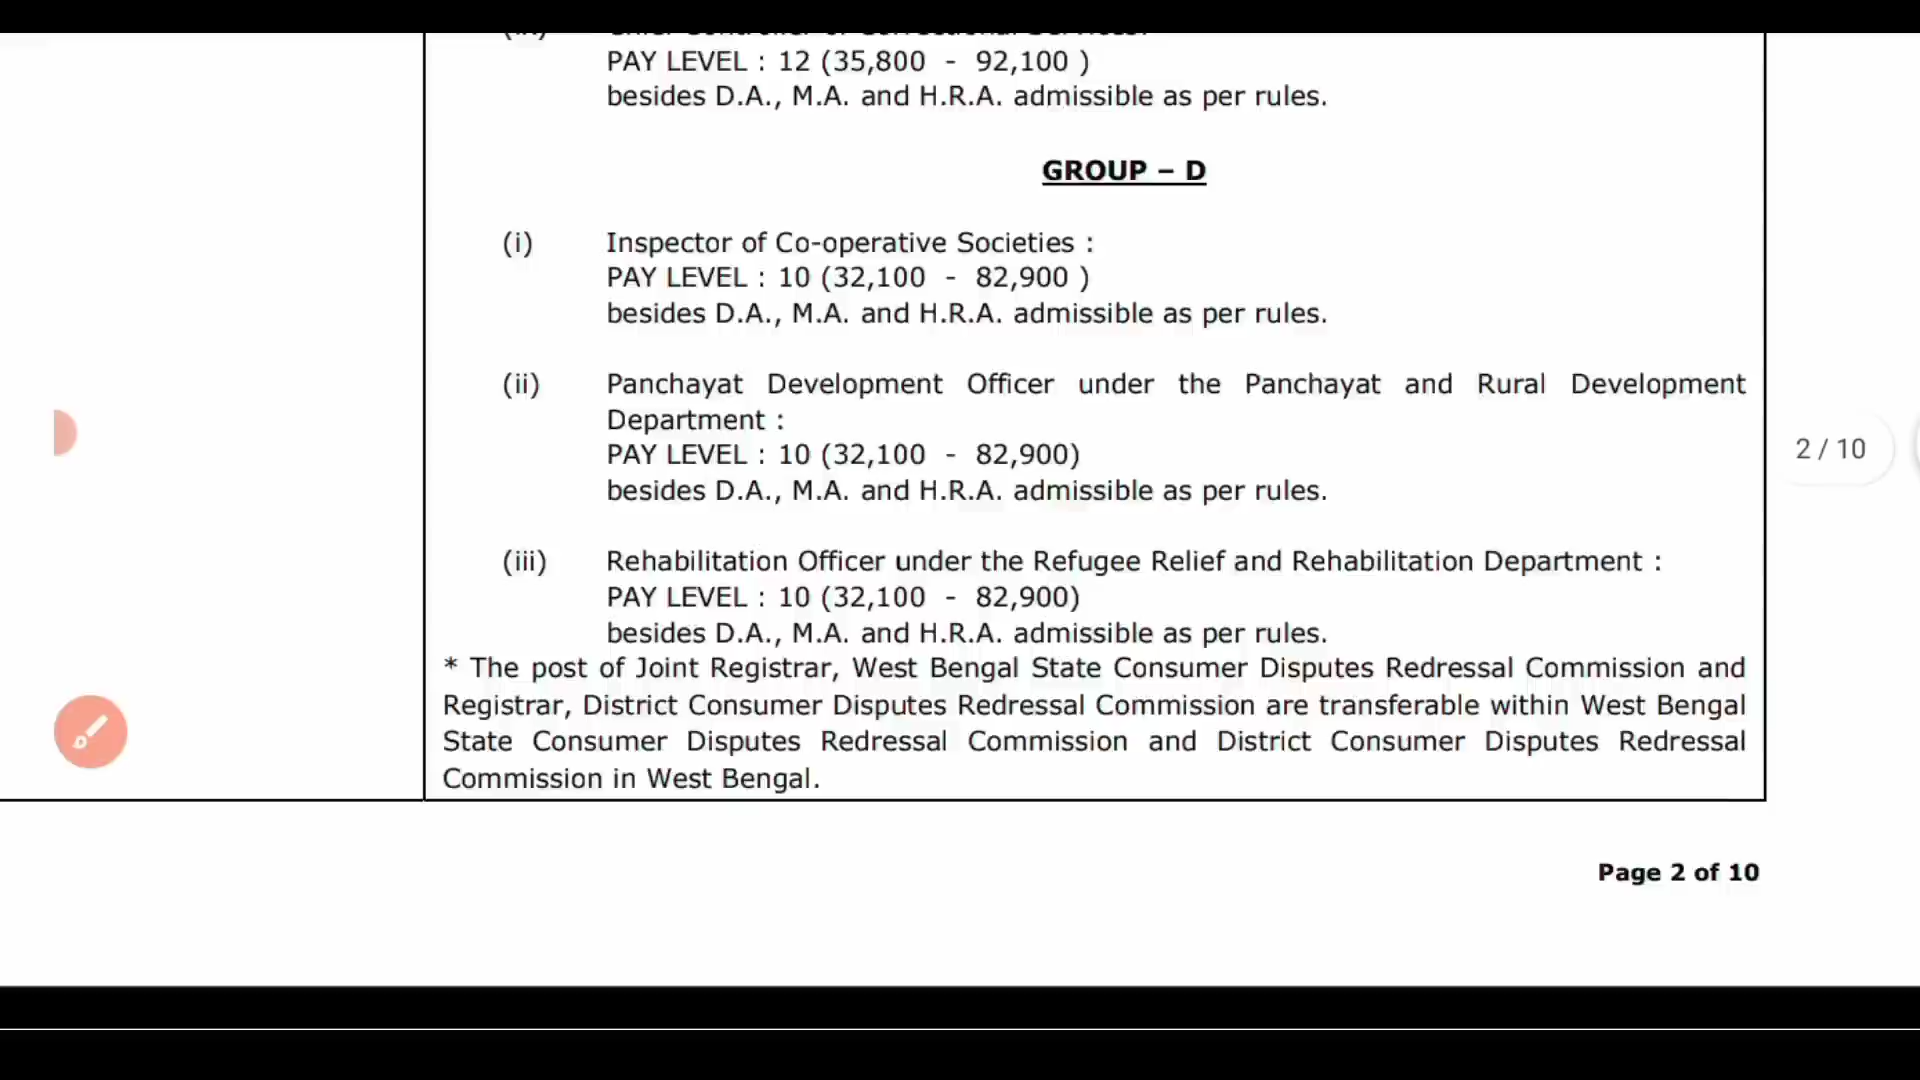 PAY LEVEL : 12 (35,800 - 92,100 )
besides D.A., M.A. and H.R.A. admissible as per rules.
GROUP – D
(i) Inspector of Co-operative Societies :
PAY LEVEL : 10 (32,100 - 82,900 )
besides D.A., M.A. and H.R.A. admissible as per rules.
(ii) Panchayat Development Officer under the Panchayat and Rural Development
Department :
PAY LEVEL : 10 (32,100 - 82,900)
besides D.A., M.A. and H.R.A. admissible as per rules.
2 / 10
(iii) Rehabilitation Officer under the Refugee Relief and Rehabilitation Department :
PAY LEVEL : 10 (32,100 - 82,900)
besides D.A., M.A. and H.R.A. admissible as per rules.
* The post of Joint Registrar, West Bengal State Consumer Disputes Redressal Commission and
Registrar, District Consumer Disputes Redressal Commission are transferable within West Bengal
State Consumer Disputes Redressal Commission and District Consumer Disputes Redressal
Commission in West Bengal.
Page 2 of 10